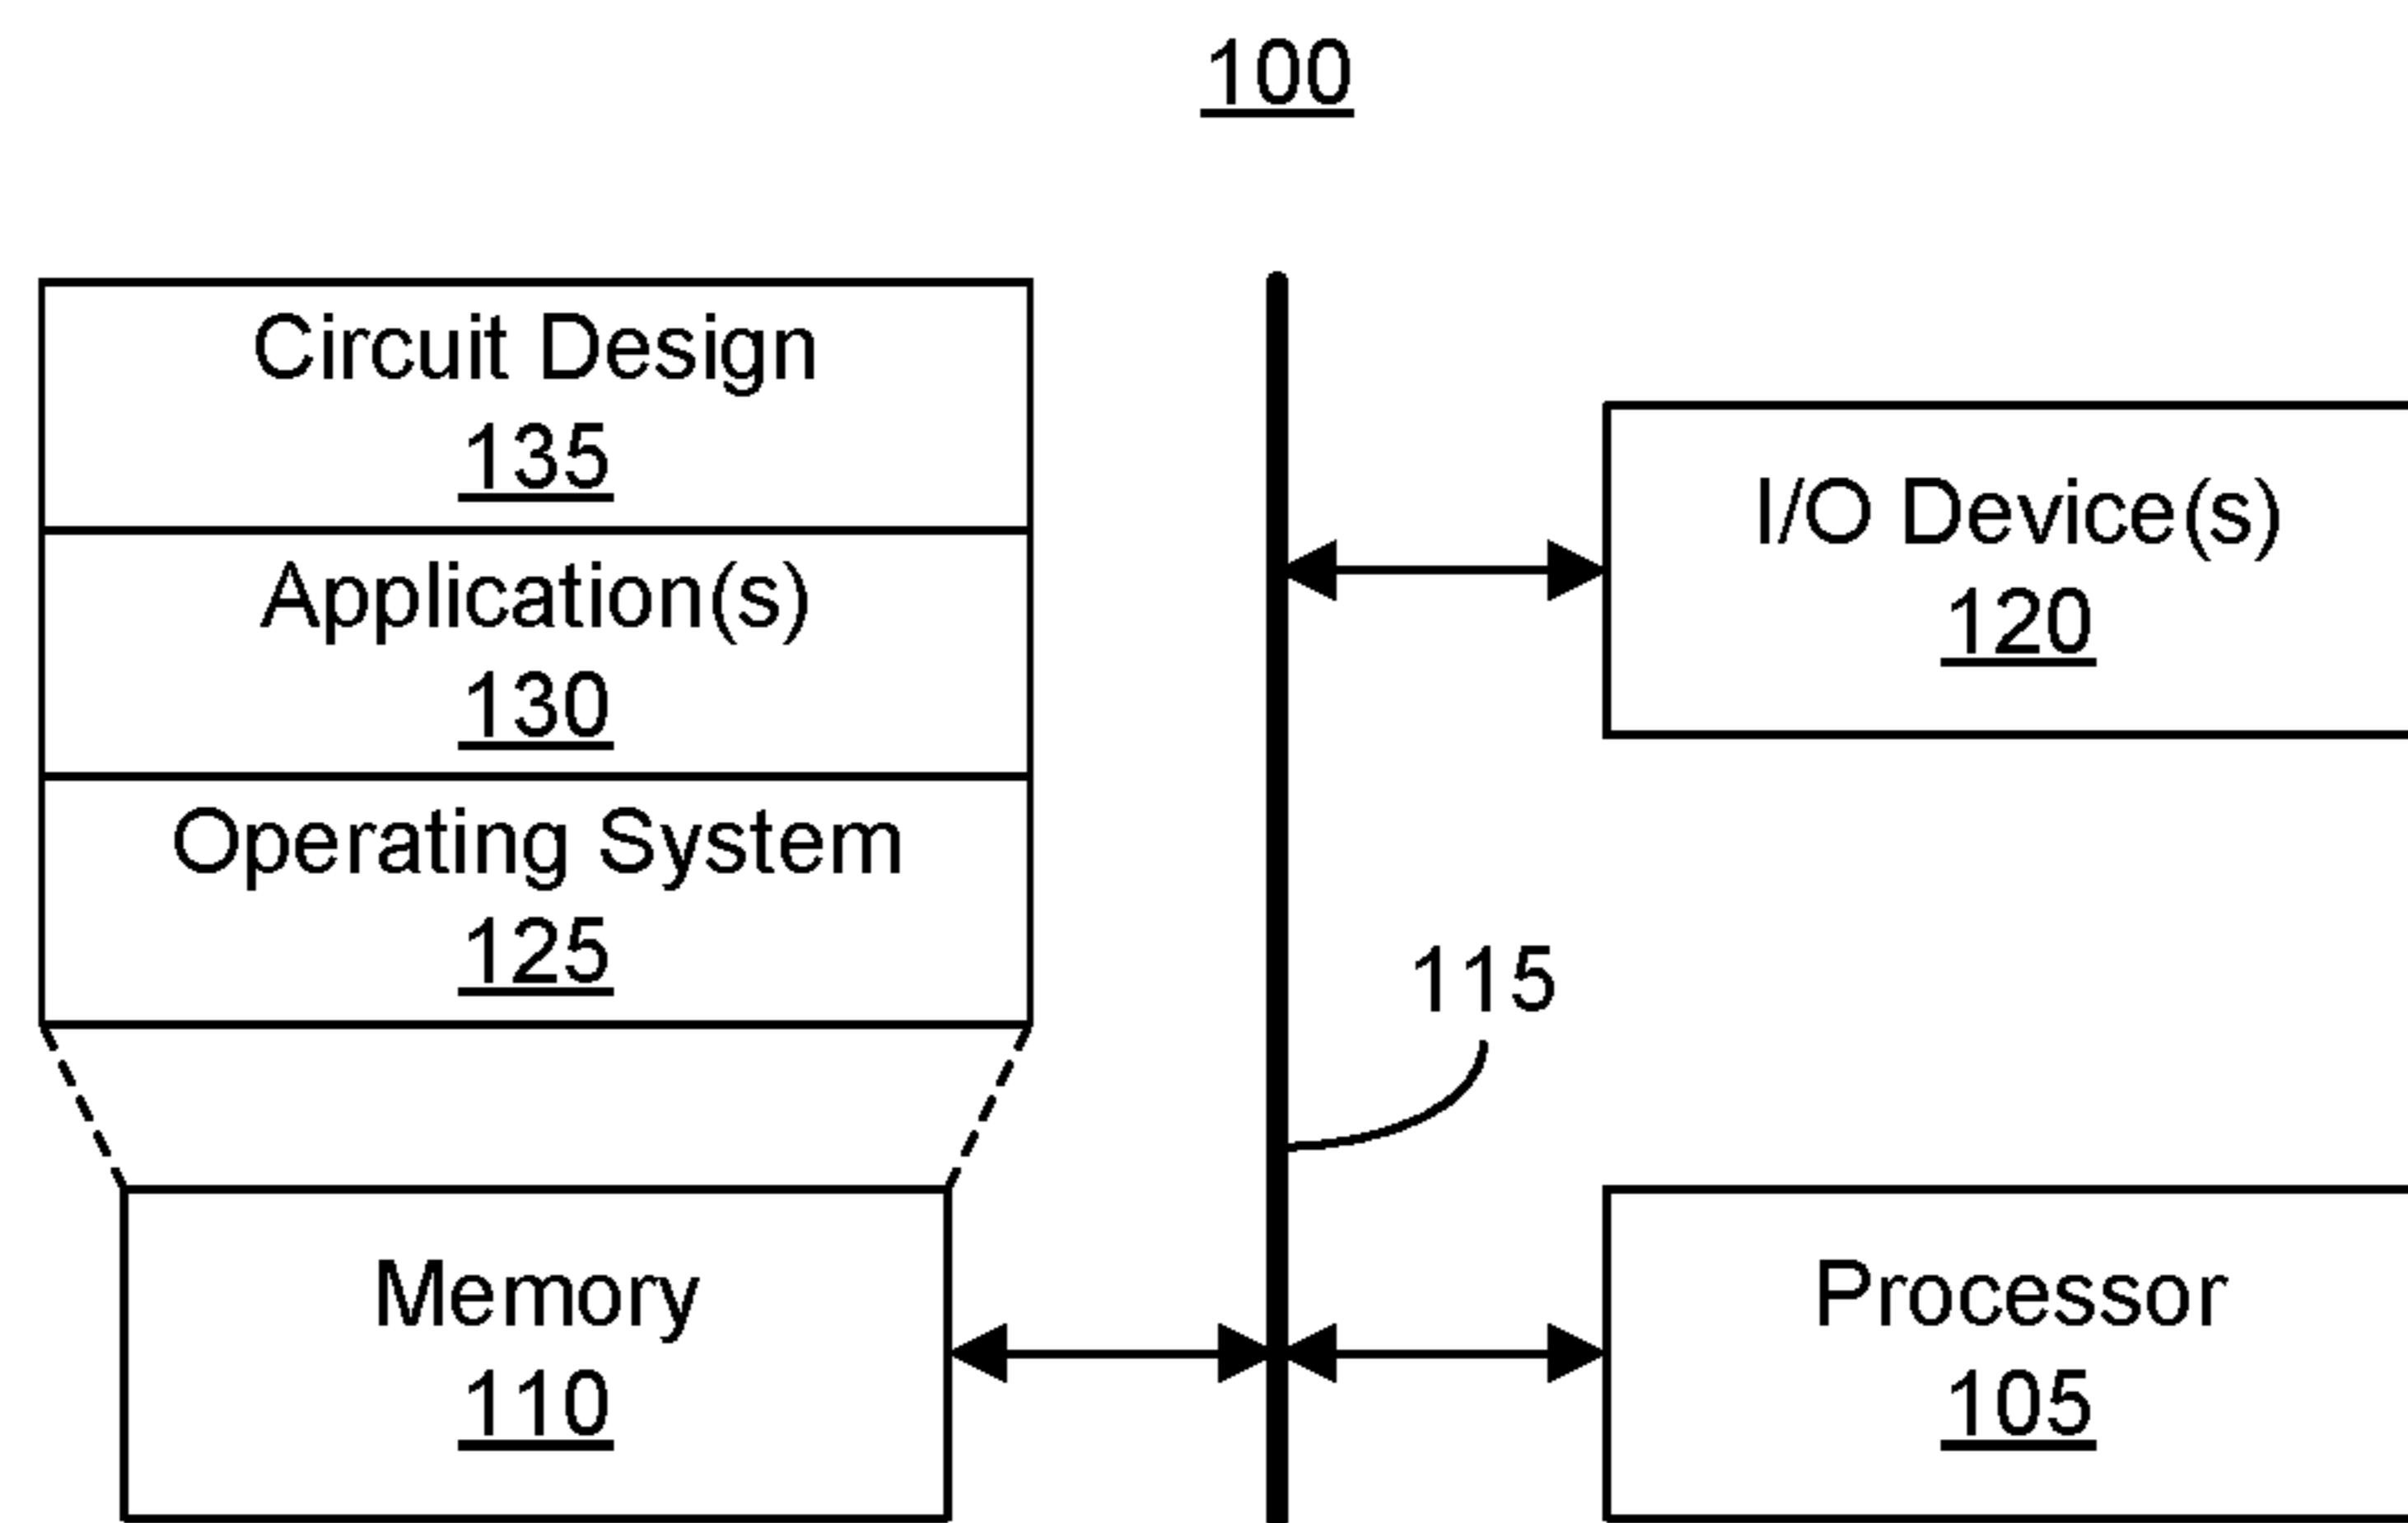 100
Circuit Design
135
Application(s)
130
Operating System
125
I/O Device(s)
120
115
Memory
110
Processor
105